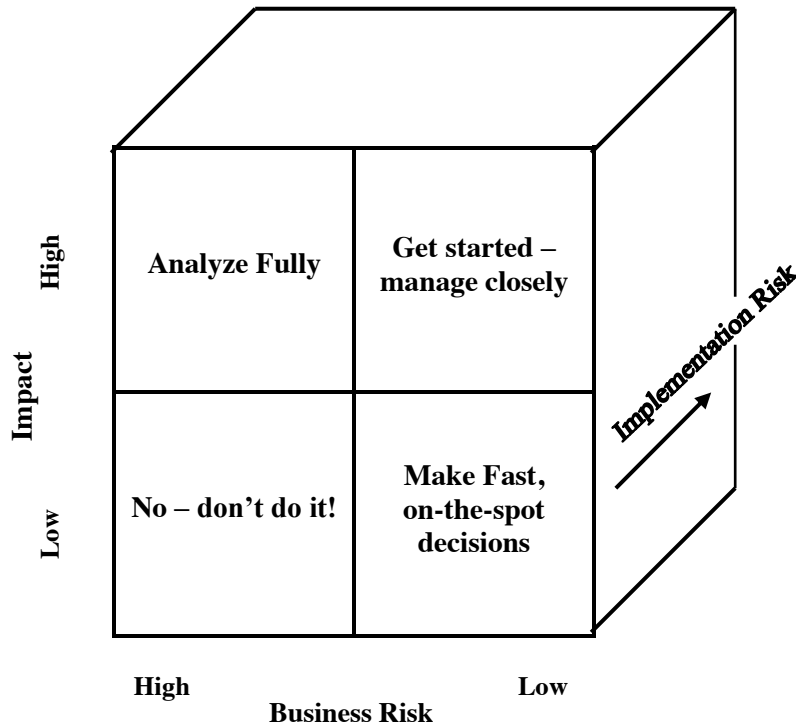 High
Analyze Fully
Get started –
manage closely
Implementation Risk
Impact
Low
No – don’t do it!
Make Fast,
on-the-spot
decisions
High
Low
Business Risk